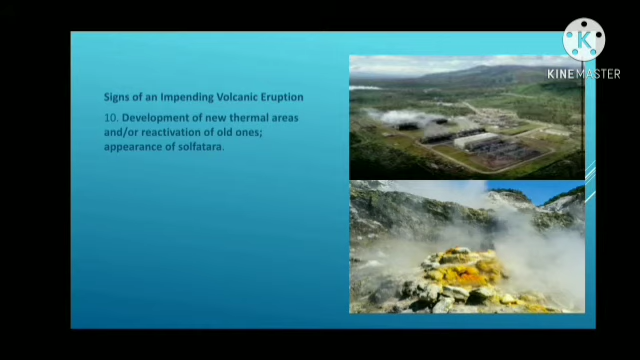 K
KINEMASTER
Signs of an Impending Volcanic Eruption
10. Development of new thermal areas
and/or reactivation of old ones;
appearance of solfatara.